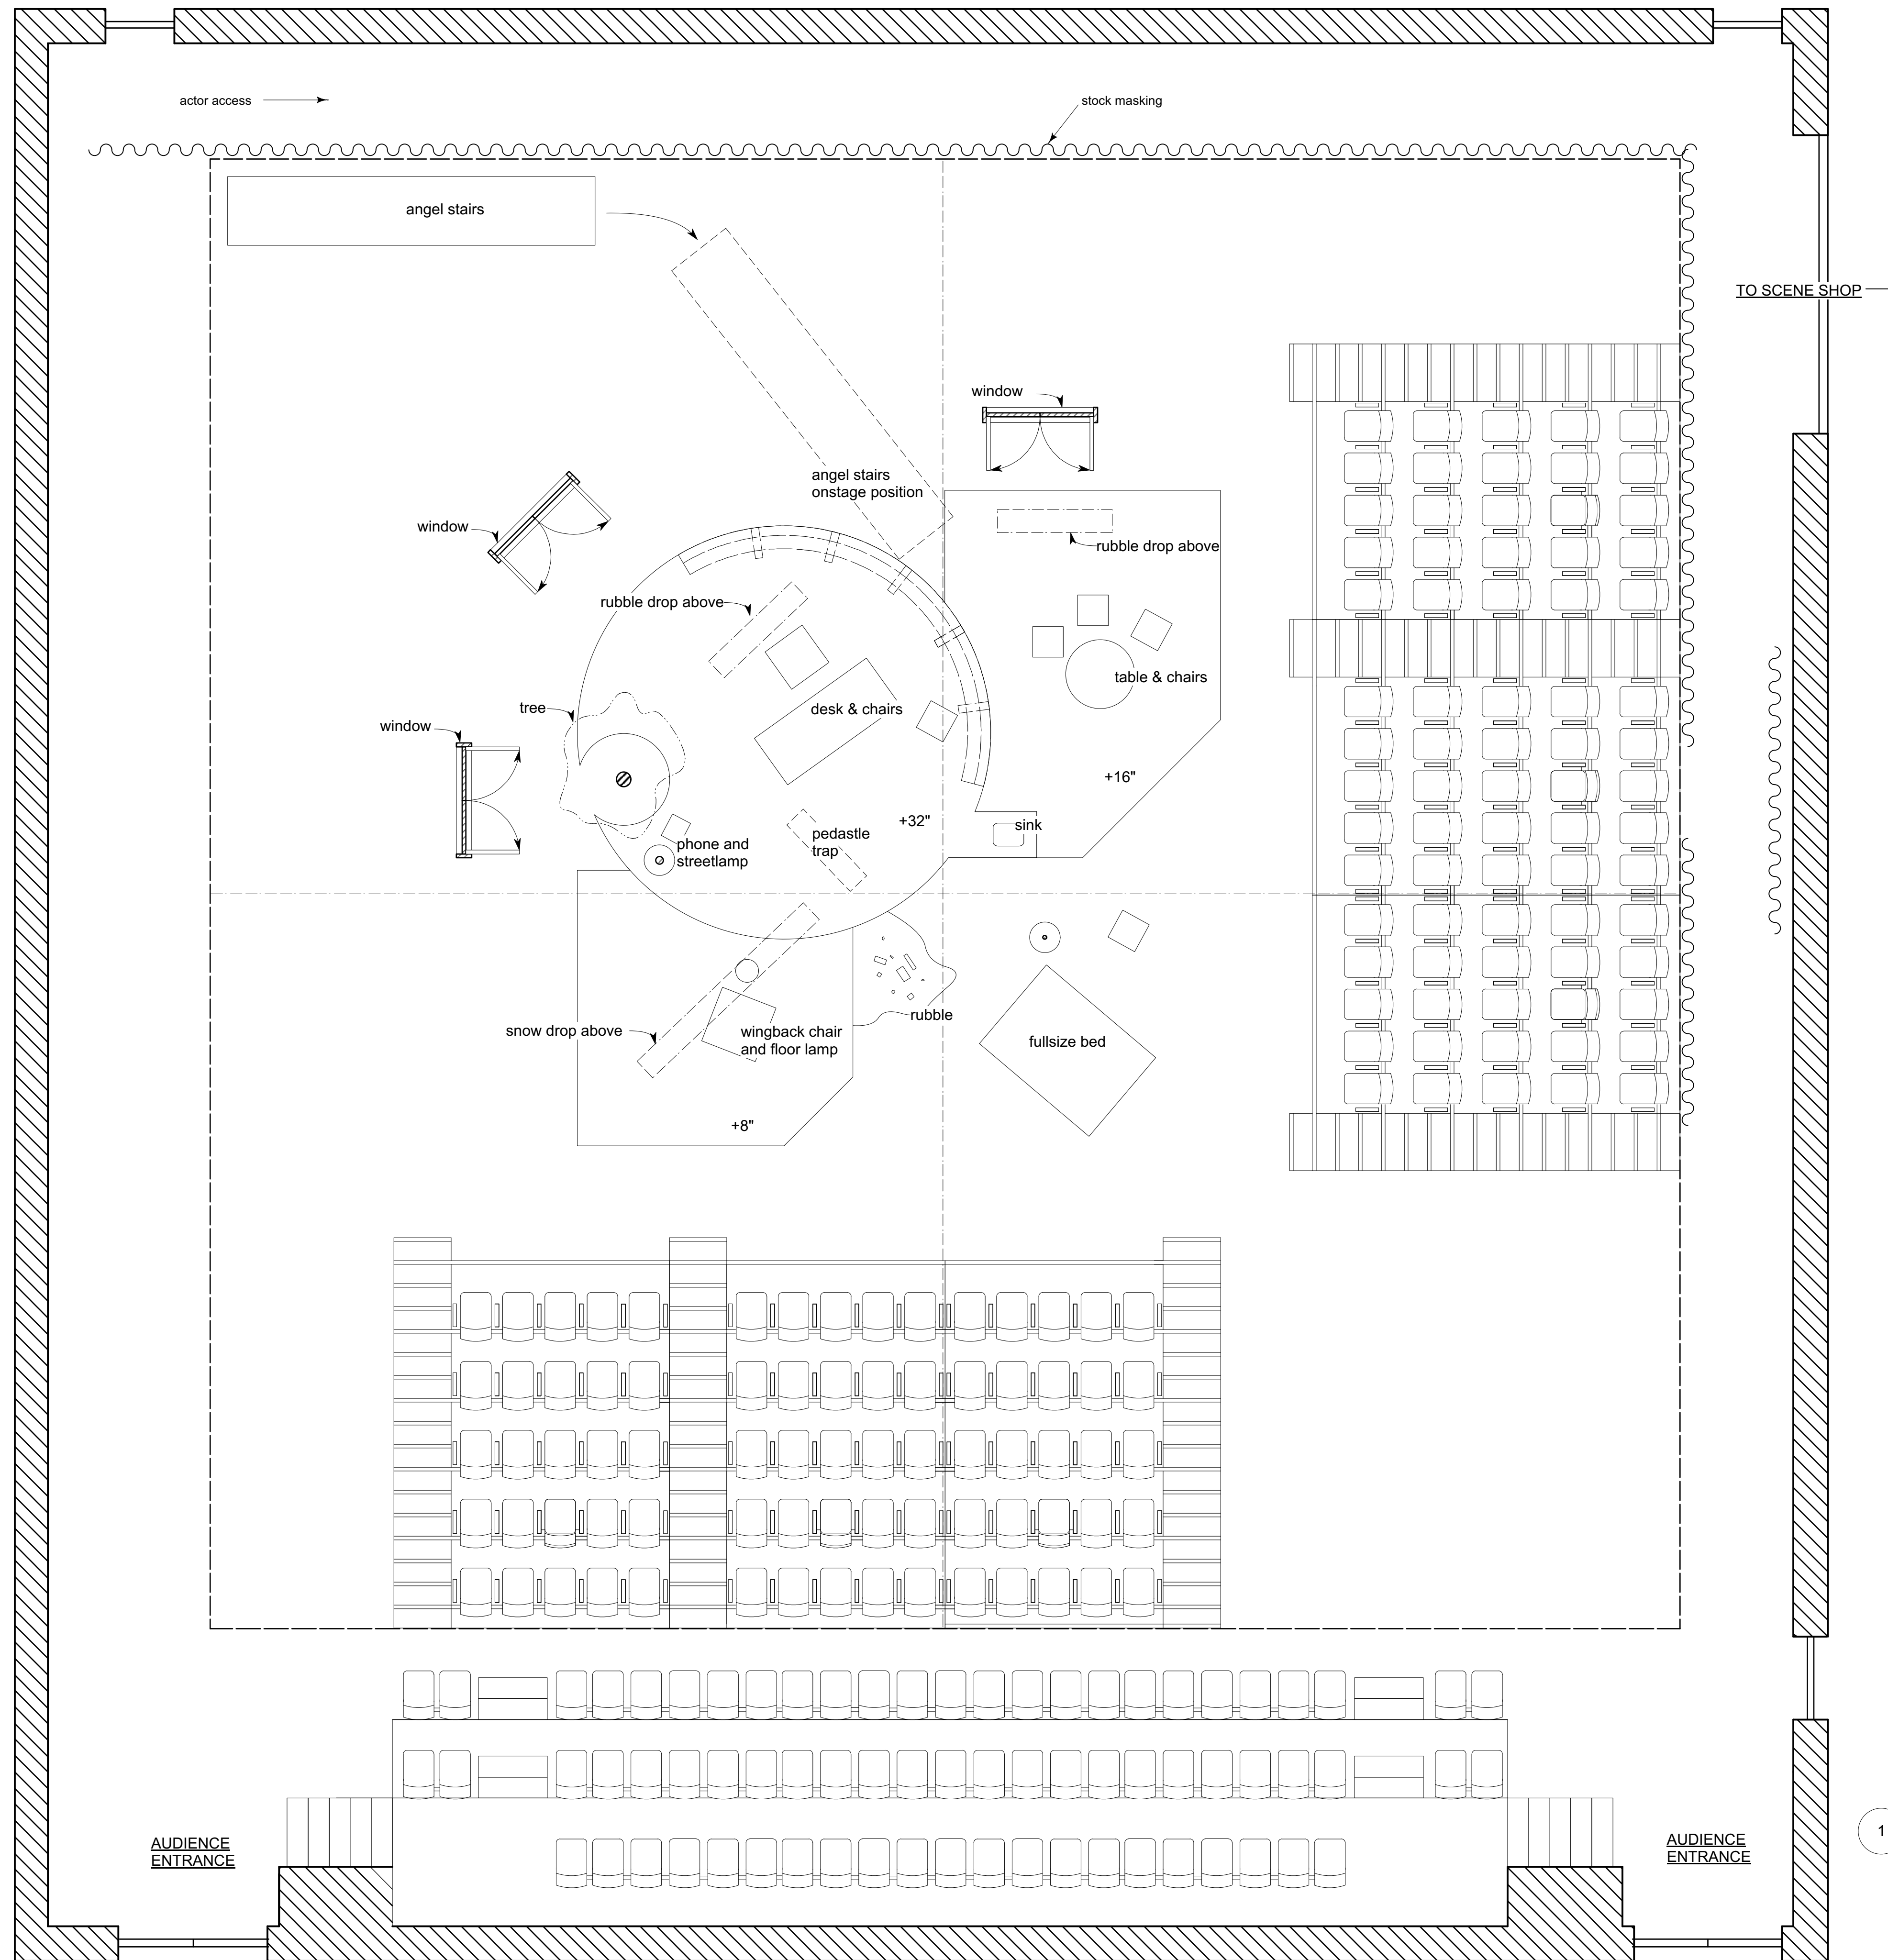 actor access
stock masking
angel stairs
TO SCENE SHOP
window
angel stairs
onstage position
window
rubble drop above
rubble drop above
table & chairs
tree
desk & chairs
window
+16"
+32"
sink
pedastle
trap
phone and
streetlamp
rubble
snow drop above
wingback chair
and floor lamp
fullsize bed
+8"
AUDIENCE
ENTRANCE
AUDIENCE
ENTRANCE
1